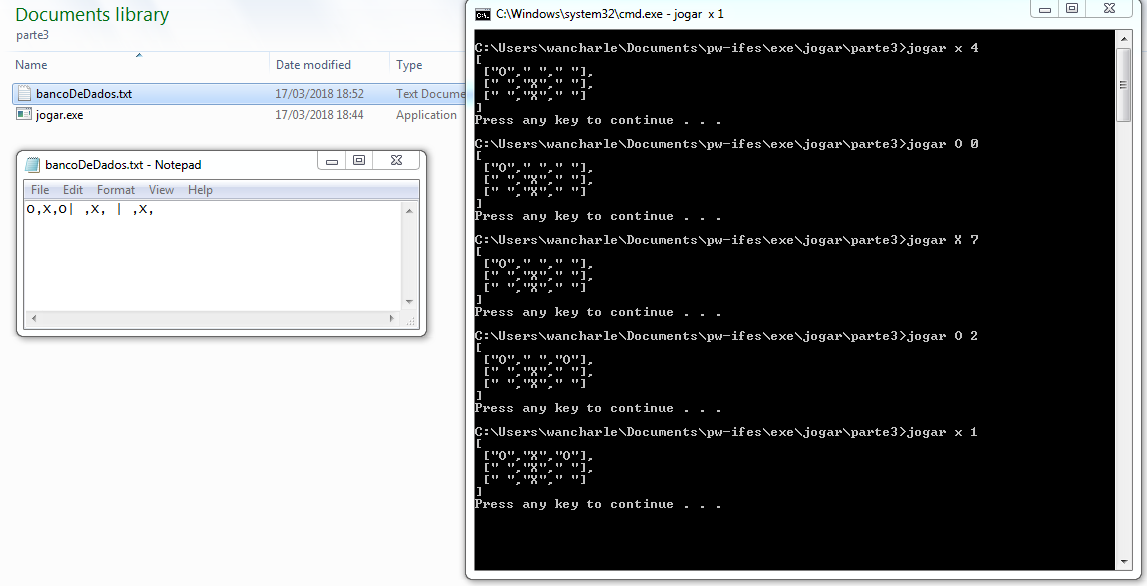 Documents library
parte3
Name Date modified Type
bancoDeDados.txt 17/03/2018 18:52 Text Docume
jogar.exe 17/03/2018 18:44 Application
bancoDeDados.txt - Notepad
File Edit Format View Help
O,X,O| ,X, | ,X,
C:\Windows\system32\cmd.exe - jogar x 1
C:\Users\wancharle\Documents\pw-ifes\exe\jogar\parte3>jogar x 4
[
["O"," "," "],
[" ","X"," "],
[" ","X"," "]
]
Press any key to continue . . .
C:\Users\wancharle\Documents\pw-ifes\exe\jogar\parte3>jogar O 0
[
["O"," "," "],
[" ","X"," "],
[" ","X"," "]
]
Press any key to continue . . .
C:\Users\wancharle\Documents\pw-ifes\exe\jogar\parte3>jogar X 7
[
["O"," "," "],
[" ","X"," "],
[" ","X"," "]
]
Press any key to continue . . .
C:\Users\wancharle\Documents\pw-ifes\exe\jogar\parte3>jogar O 2
[
["O"," ","O"],
[" ","X"," "],
[" ","X"," "]
]
Press any key to continue . . .
C:\Users\wancharle\Documents\pw-ifes\exe\jogar\parte3>jogar x 1
[
["O","X","O"],
[" ","X"," "],
[" ","X"," "]
]
Press any key to continue . . .